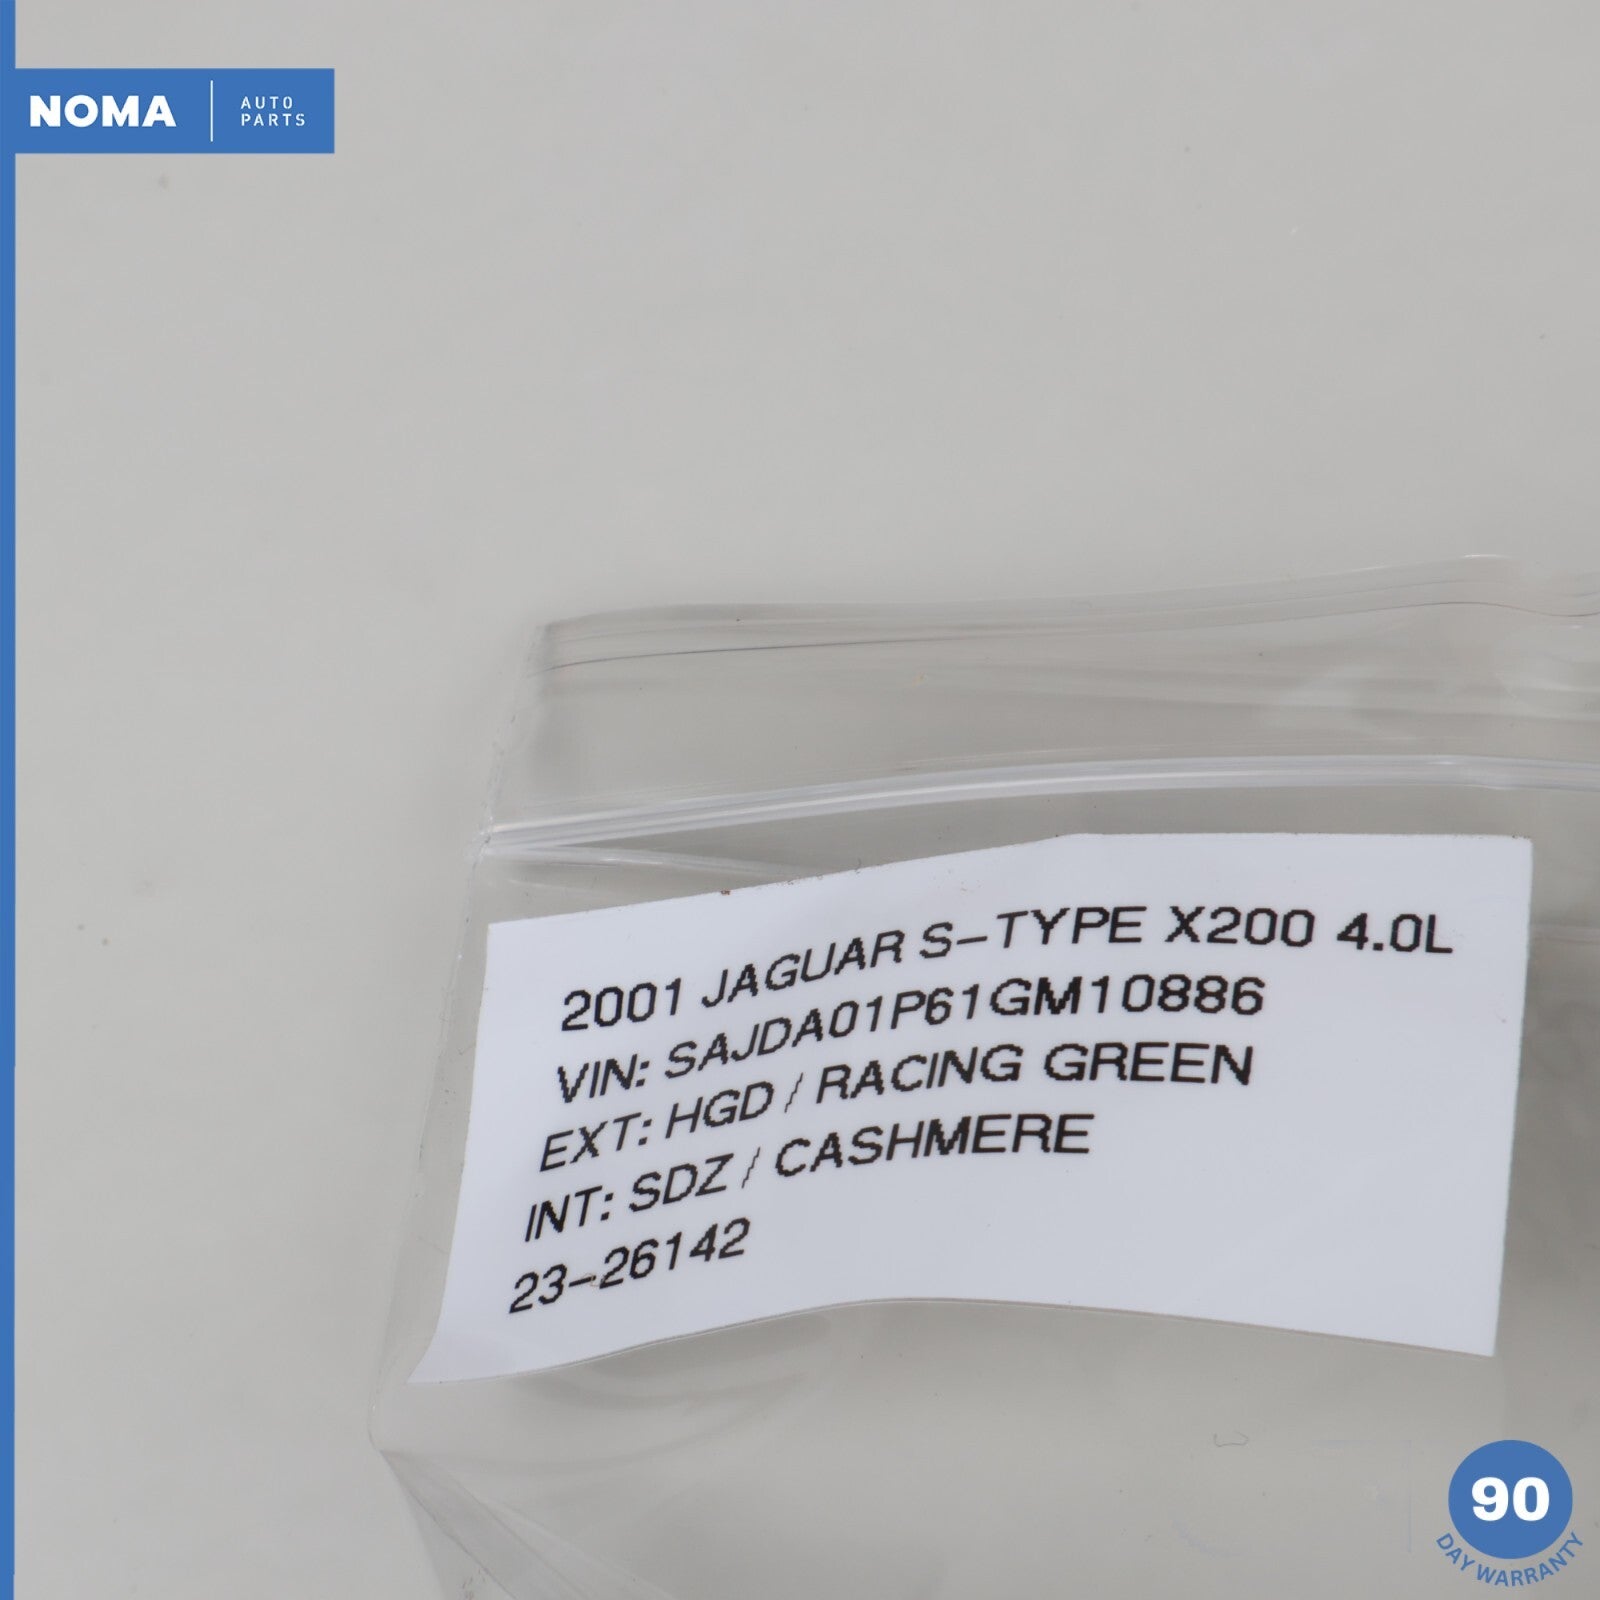 NOMA
AUTO
PARTS
2001 JAGUAR S-TYPE X200 4.0L
VIN: SAJDA01P61GM10886
EXT: HGD / RACING GREEN
INT: SDZ / CASHMERE
23-26142
90
DAY WARRANTY